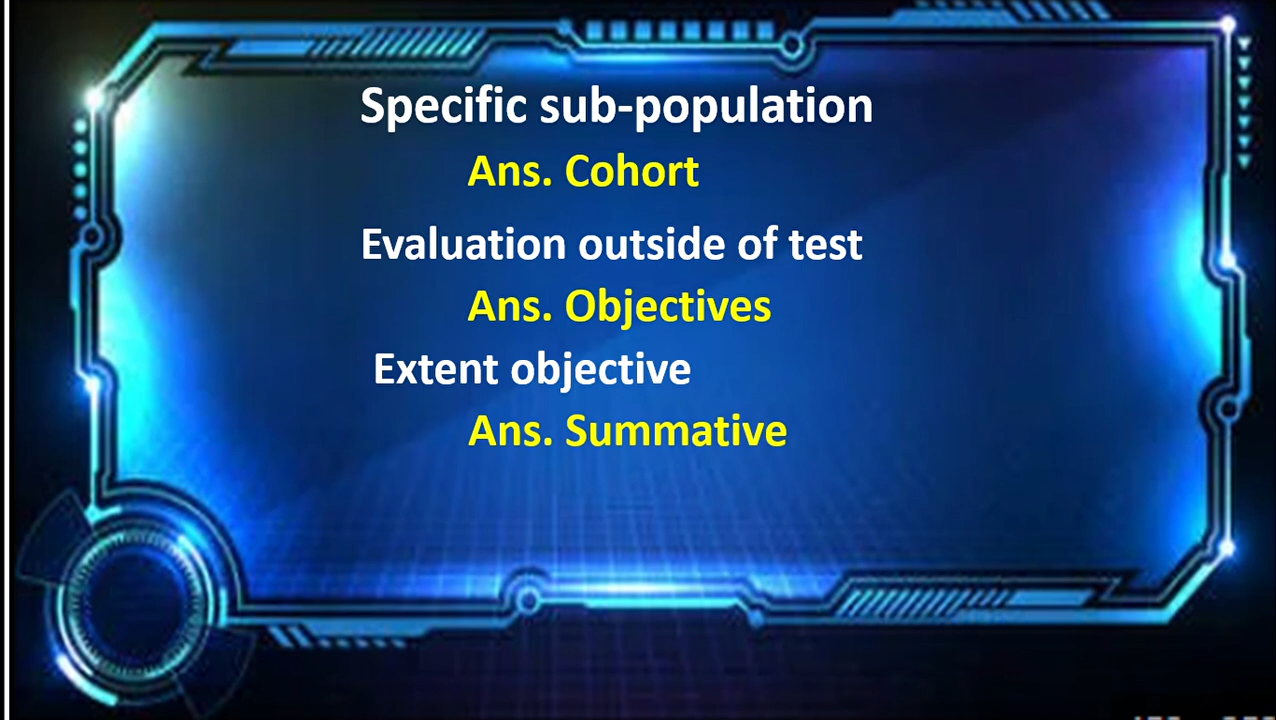 Specific sub-population
Ans. Cohort
Evaluation outside of test
Ans. Objectives
Extent objective
Ans. Summative